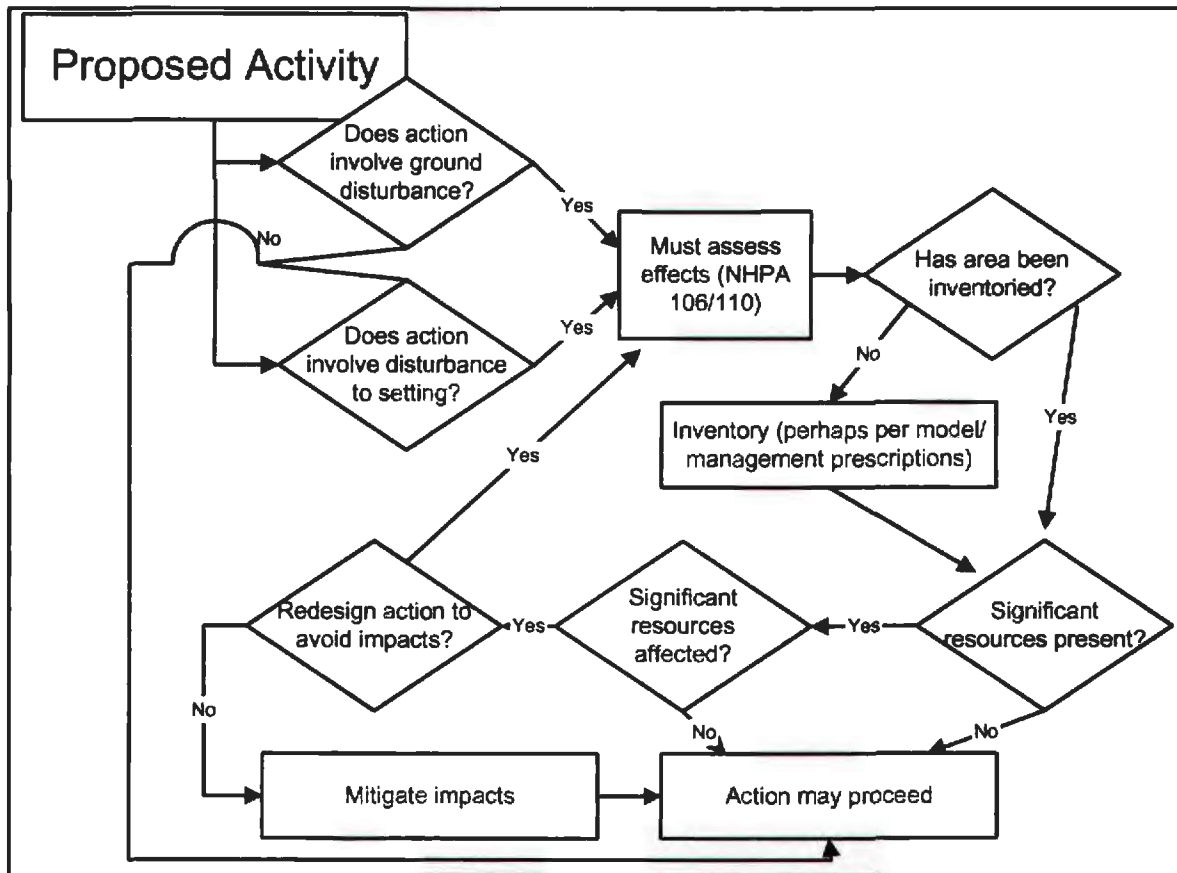 Proposed Activity
Does action
involve ground
disturbance?
Yes
No
Does action
involve disturbance
to setting?
Yes
Must assess
effects (NHPA
106/110)
Has area been
inventoried?
No
Yes
Inventory (perhaps per model/
management prescriptions)
Yes
Redesign action to
avoid impacts?
Yes
Significant
resources
affected?
Yes
Significant
resources present?
No
No
No
Mitigate impacts
Action may proceed